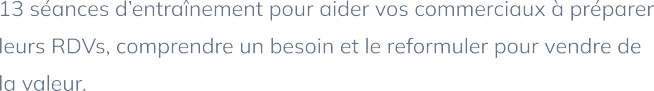 13 séances d'entraînement pour aider vos commerciaux à préparer
leurs RDVs, comprendre un besoin et le reformuler pour vendre de
la valeur.